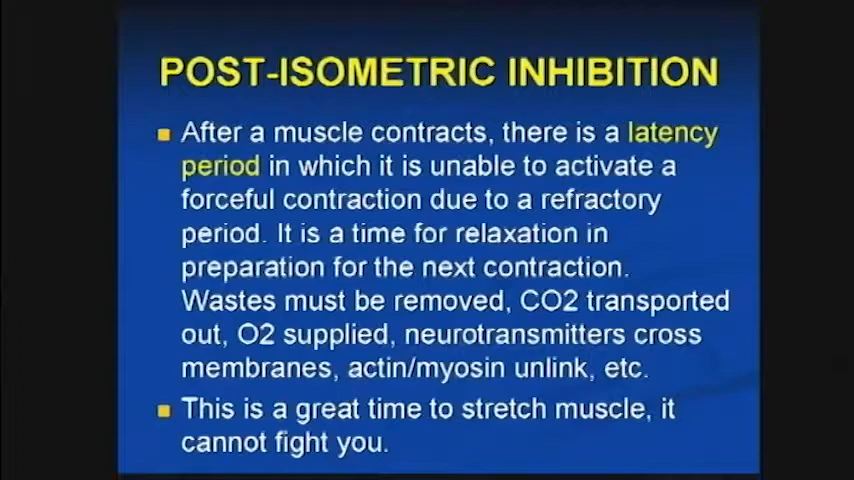 POST-ISOMETRIC INHIBITION
After a muscle contracts, there is a latency
period in which it is unable to activate a
forceful contraction due to a refractory
period. It is a time for relaxation in
preparation for the next contraction.
Wastes must be removed, CO2 transported
out, O2 supplied, neurotransmitters cross
membranes, actin/myosin unlink, etc.
This is a great time to stretch muscle, it
cannot fight you.